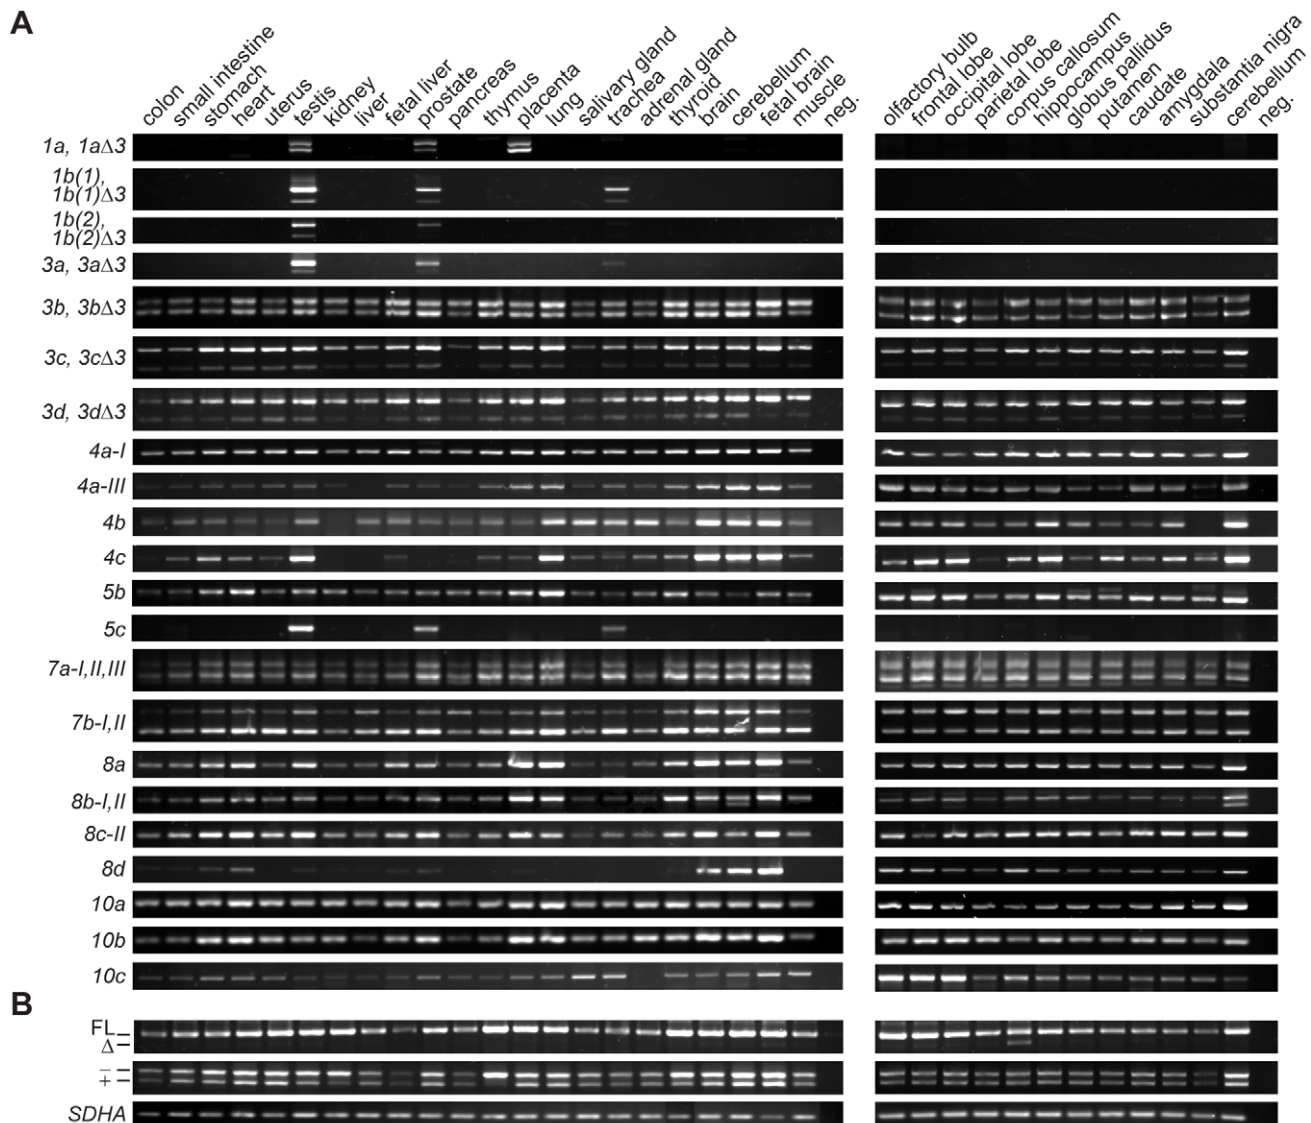 A
colon
small intestine
stomach
heart
uterus
testis
kidney
liver
fetal liver
prostate
pancreas
thymus
placenta
lung
salivary gland
trachea
adrenal gland
thyroid
brain
cerebellum
fetal brain
muscle
neg.
olfactory bulb
frontal lobe
occipital lobe
parietal lobe
corpus callosum
hippocampus
globus pallidus
putamen
caudate
amygdala
substantia nigra
cerebellum
neg.
1a, 1aΔ3
1b(1),
1b(1)Δ3
1b(2),
1b(2)Δ3
3a, 3aΔ3
3b, 3bΔ3
3c, 3cΔ3
3d, 3dΔ3
4a-I
4a-III
4b
4c
5b
5c
7a-I,II,III
7b-I,II
8a
8b-I,II
8c-II
8d
10a
10b
10c
B
FL
Δ
−
+
SDHA